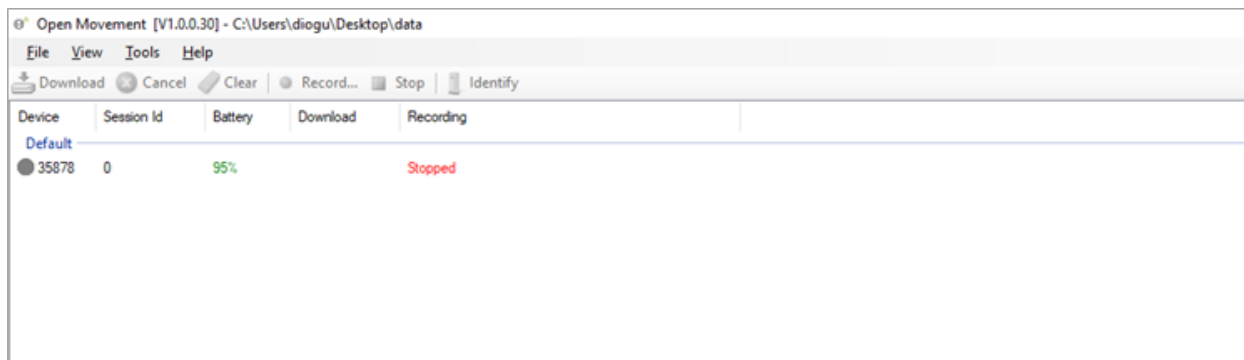 Open Movement [V1.0.0.30] - C:\Users\diogu\Desktop\data
File View Tools Help
Download Cancel Clear Record... Stop Identify
Device Session Id Battery Download Recording
Default
35878 0 95% Stopped